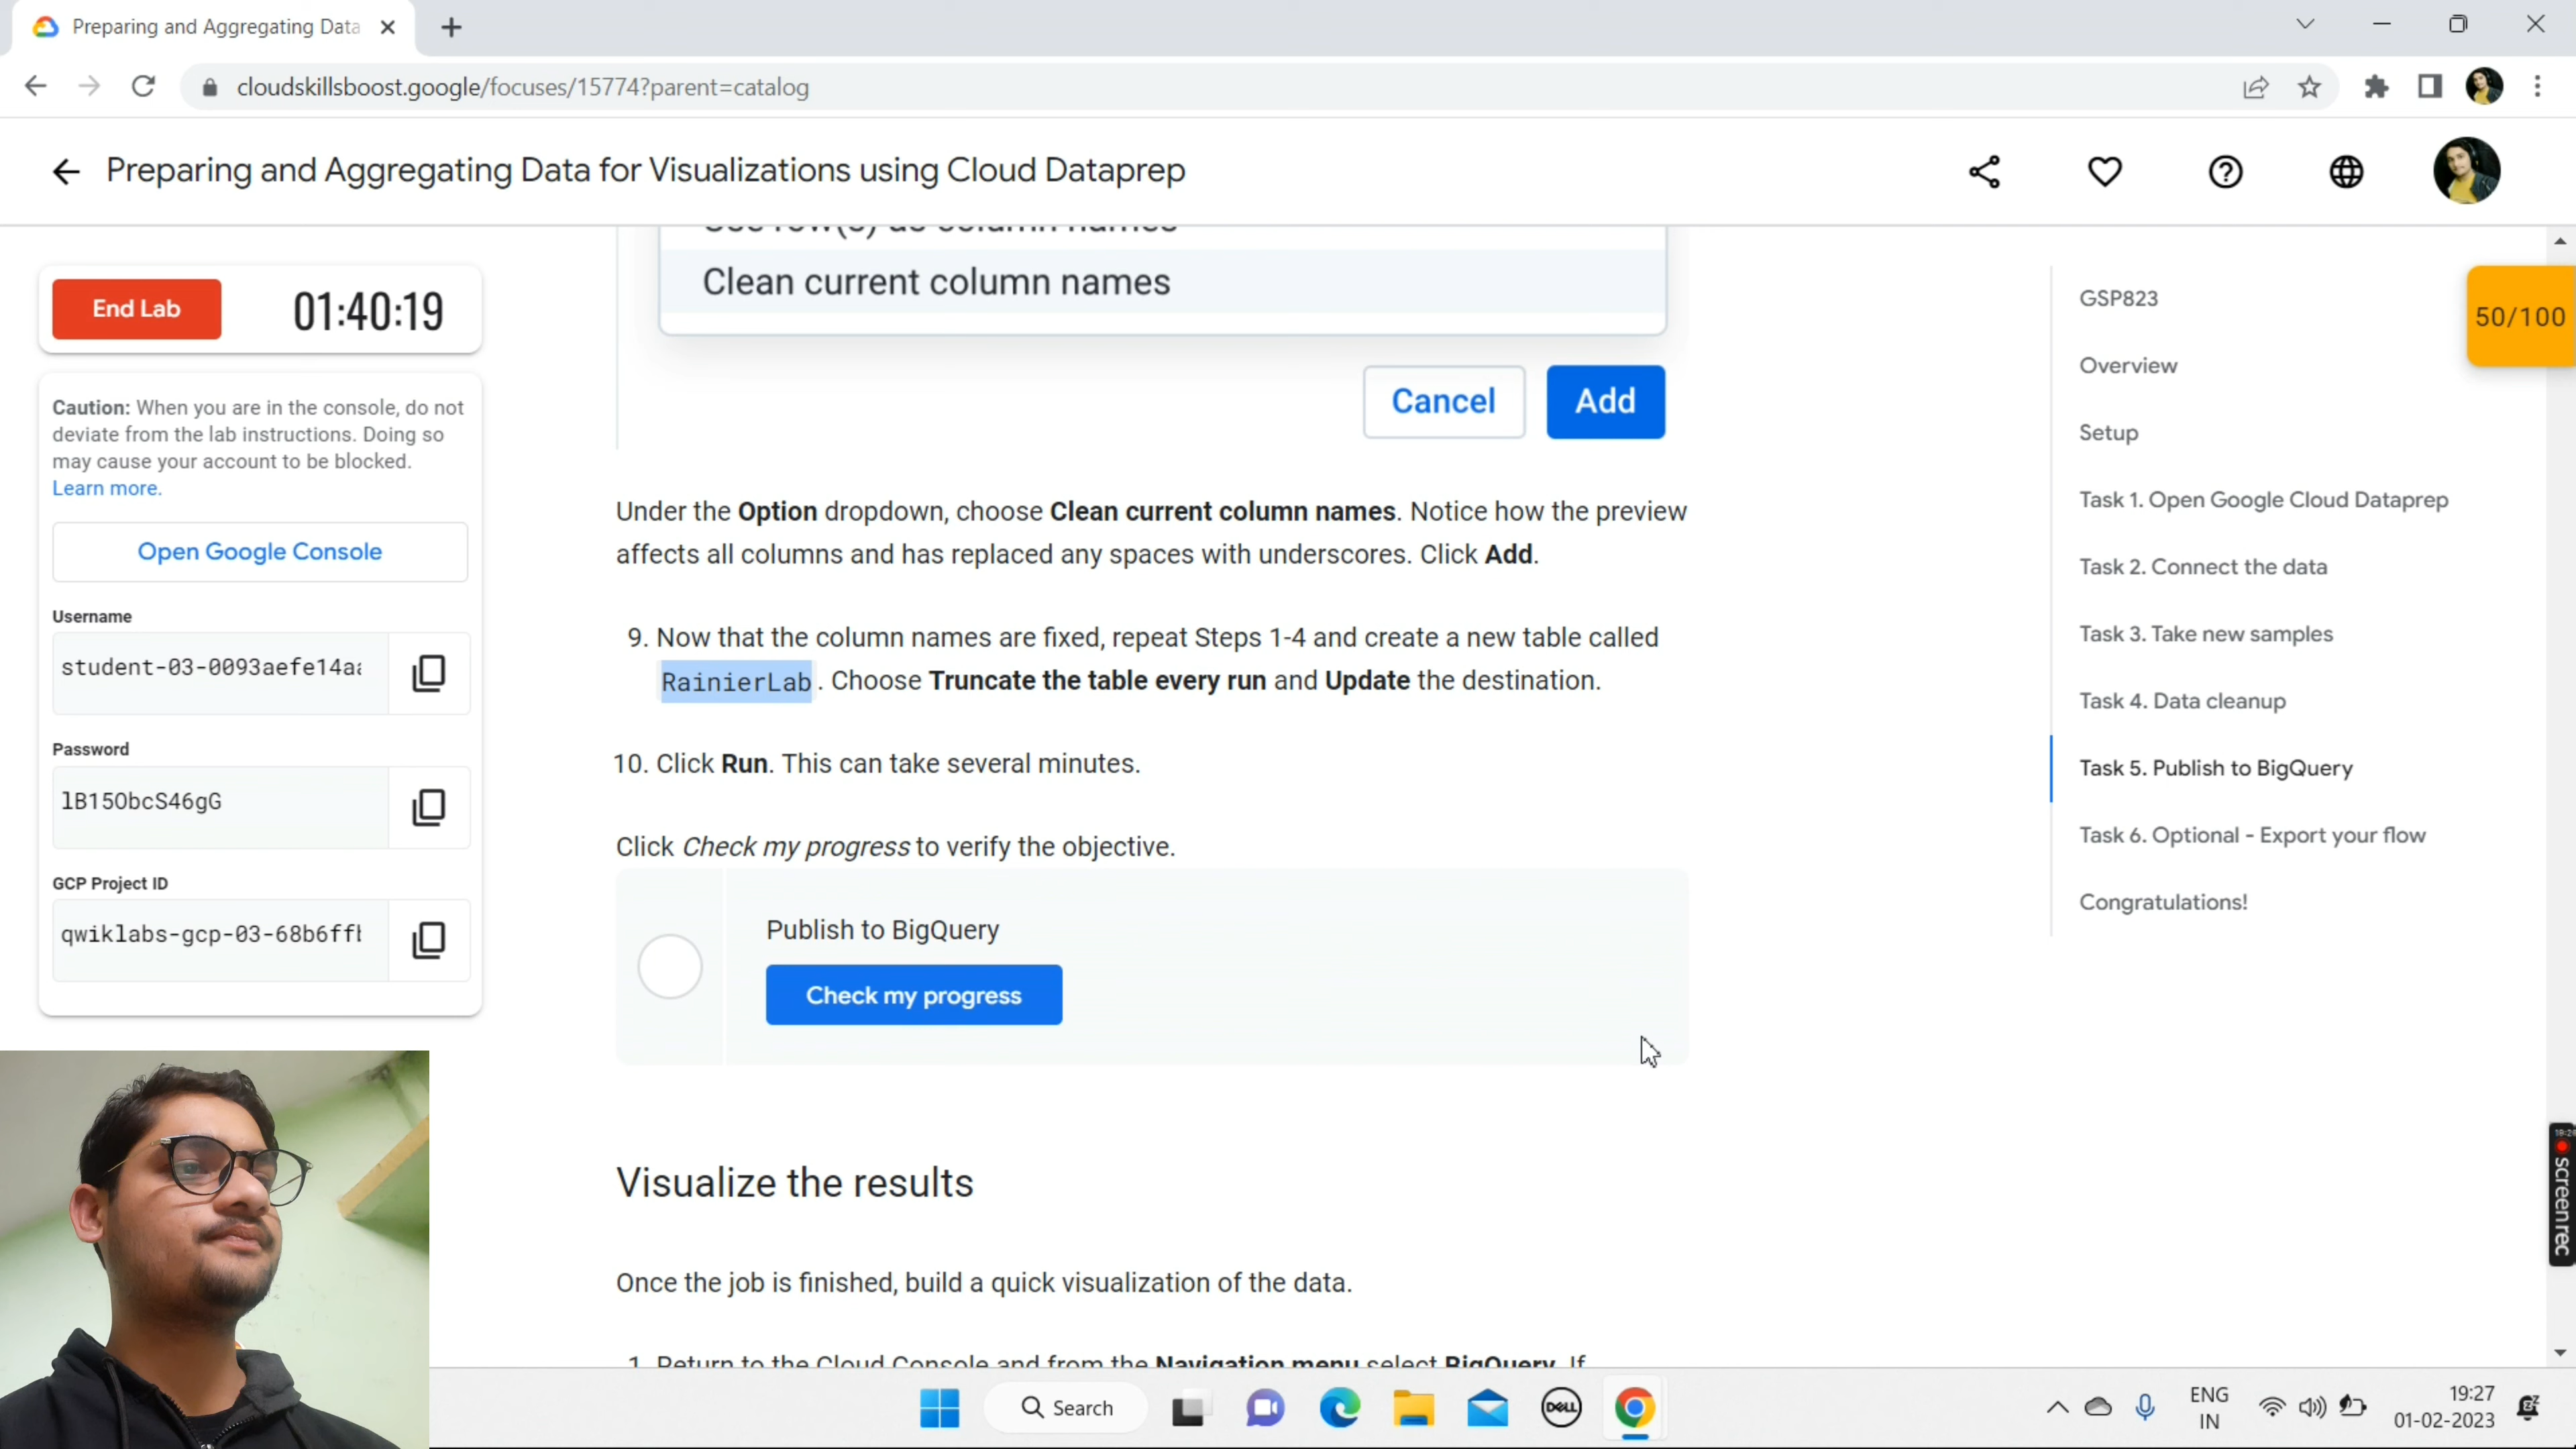 Preparing and Aggregating Data
cloudskillsboost.google/focuses/15774?parent=catalog
Preparing and Aggregating Data for Visualizations using Cloud Dataprep
End Lab
01:40:19
Caution: When you are in the console, do not
deviate from the lab instructions. Doing so
may cause your account to be blocked.
Learn more.
Open Google Console
Username
student-03-0093aefe14a
Password
lB15ObcS46gG
GCP Project ID
qwiklabs-gcp-03-68b6ff
Use row(s) as column names
Clean current column names
Cancel
Add
Under the Option dropdown, choose Clean current column names. Notice how the preview
affects all columns and has replaced any spaces with underscores. Click Add.
9. Now that the column names are fixed, repeat Steps 1-4 and create a new table called
RainierLab. Choose Truncate the table every run and Update the destination.
10. Click Run. This can take several minutes.
Click Check my progress to verify the objective.
Publish to BigQuery
Check my progress
Visualize the results
Once the job is finished, build a quick visualization of the data.
1. Return to the Cloud Console and from the Navigation menu select BigQuery. If
GSP823
Overview
Setup
Task 1. Open Google Cloud Dataprep
Task 2. Connect the data
Task 3. Take new samples
Task 4. Data cleanup
Task 5. Publish to BigQuery
Task 6. Optional - Export your flow
Congratulations!
50/100
screenrec
Search
DELL
ENG
IN
19:27
01-02-2023